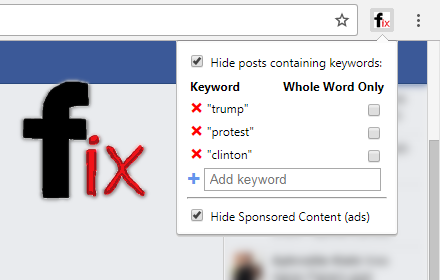 fix
Hide posts containing keywords:
Keyword Whole Word Only
"trump"
"protest"
"clinton"
Add keyword
Hide Sponsored Content (ads)
fix